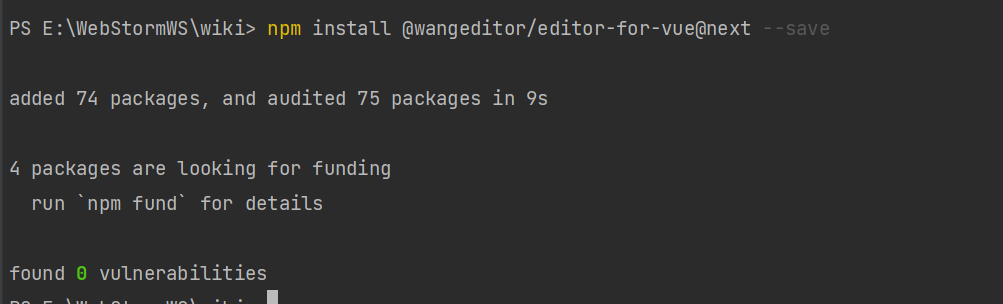 PS E:\WebStormWS\wiki> npm install @wangeditor/editor-for-vue@next --save
added 74 packages, and audited 75 packages in 9s
4 packages are looking for funding
run `npm fund` for details
found 0 vulnerabilities